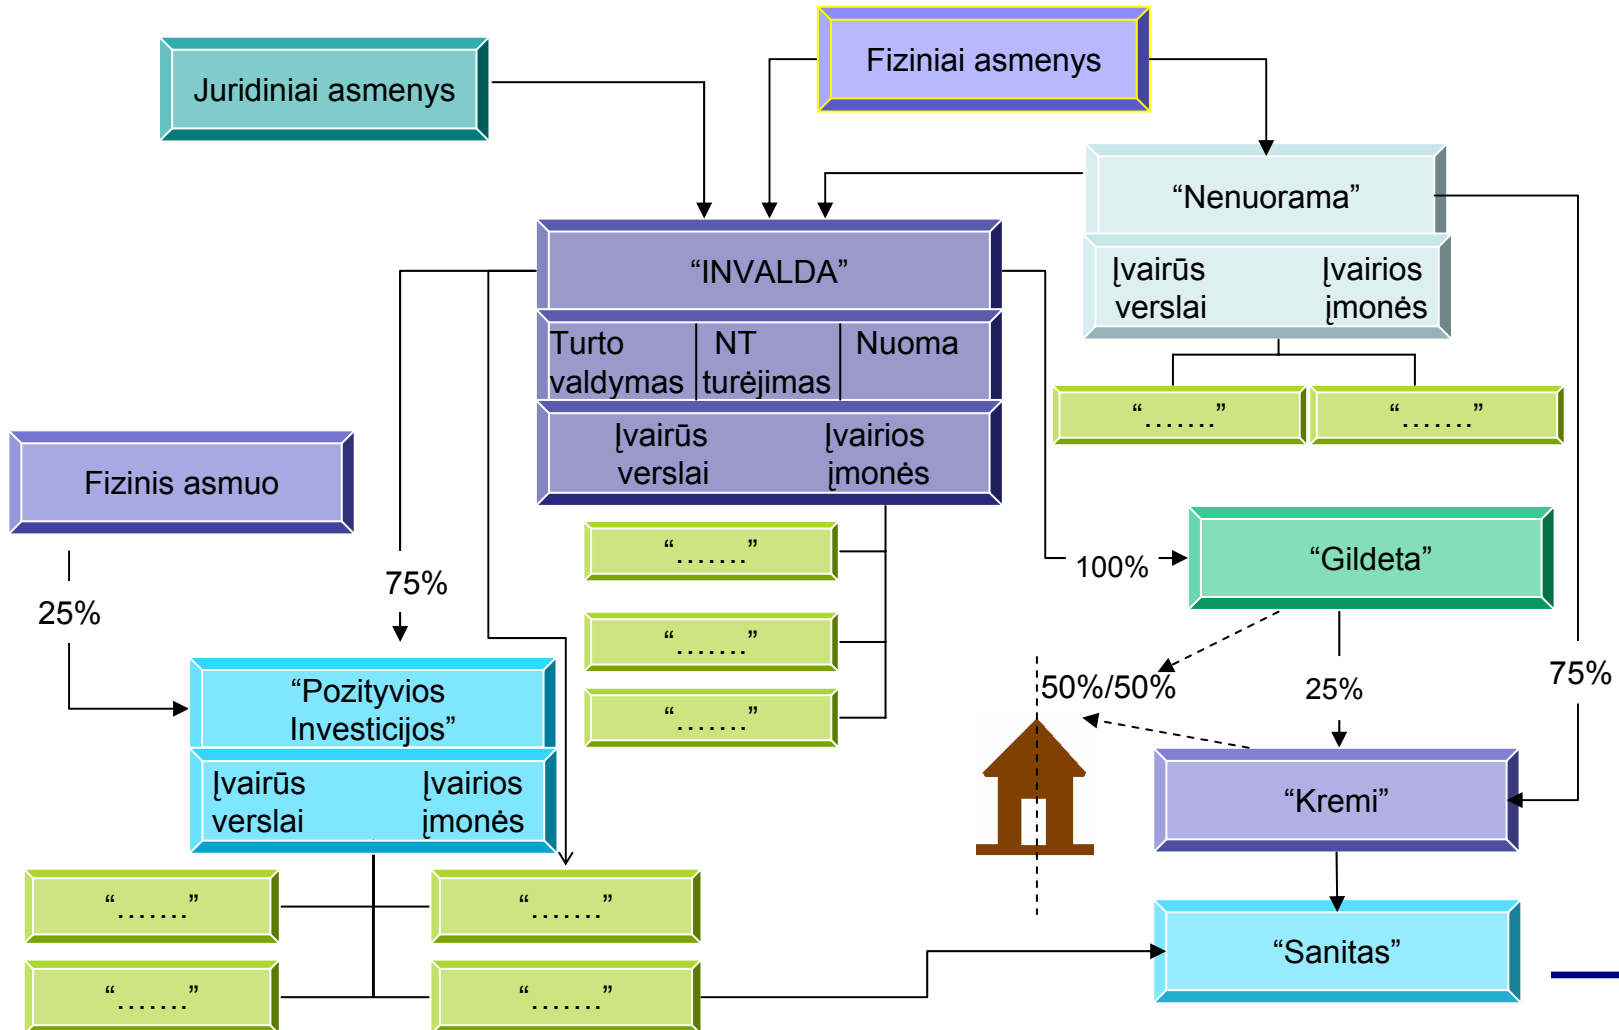 Juridiniai asmenys
Fiziniai asmenys
“Nenuorama”
Įvairūs verslai
Įvairios įmonės
“…….”
“…….”
“INVALDA”
Turto valdymas
NT turėjimas
Nuoma
Įvairūs verslai
Įvairios įmonės
“…….”
“…….”
“…….”
Fizinis asmuo
25%
75%
“Pozityvios
Investicijos”
Įvairūs verslai
Įvairios įmonės
“…….”
“…….”
“…….”
“…….”
100%
“Gildeta”
50%/50%
25%
75%
“Kremi”
“Sanitas”